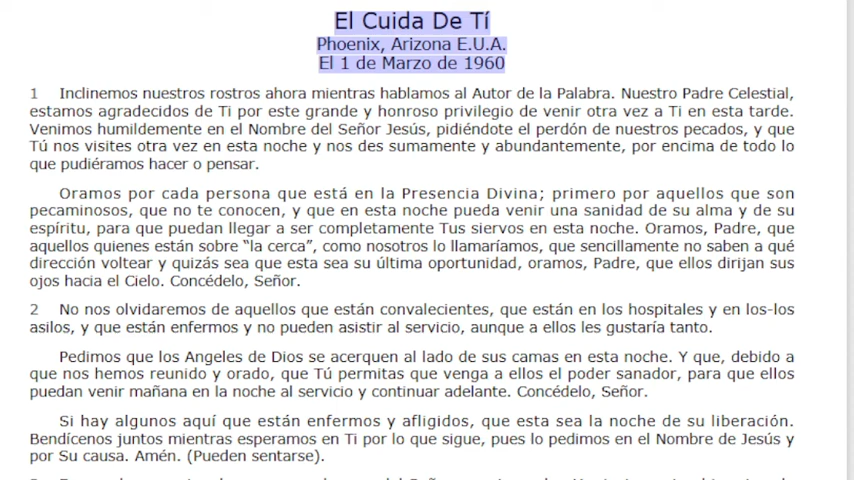 El Cuida De Tí
Phoenix, Arizona E.U.A.
El 1 de Marzo de 1960
1 Inclinemos nuestros rostros ahora mientras hablamos al Autor de la Palabra. Nuestro Padre Celestial,
estamos agradecidos de Ti por este grande y honroso privilegio de venir otra vez a Ti en esta tarde.
Venimos humildemente en el Nombre del Señor Jesús, pidiéndote el perdón de nuestros pecados, y que
Tú nos visites otra vez en esta noche y nos des sumamente y abundantemente, por encima de todo lo
que pudiéramos hacer o pensar.
Oramos por cada persona que está en la Presencia Divina; primero por aquellos que son
pecaminosos, que no te conocen, y que en esta noche pueda venir una sanidad de su alma y de su
espíritu, para que puedan llegar a ser completamente Tus siervos en esta noche. Oramos, Padre, que
aquellos quienes están sobre “la cerca”, como nosotros lo llamaríamos, que sencillamente no saben a qué
dirección voltear y quizás sea que esta sea su última oportunidad, oramos, Padre, que ellos dirijan sus
ojos hacia el Cielo. Concédelo, Señor.
2 No nos olvidaremos de aquellos que están convalecientes, que están en los hospitales y en los-los
asilos, y que están enfermos y no pueden asistir al servicio, aunque a ellos les gustaría tanto.
Pedimos que los Angeles de Dios se acerquen al lado de sus camas en esta noche. Y que, debido a
que nos hemos reunido y orado, que Tú permitas que venga a ellos el poder sanador, para que ellos
puedan venir mañana en la noche al servicio y continuar adelante. Concédelo, Señor.
Si hay algunos aquí que están enfermos y afligidos, que esta sea la noche de su liberación.
Bendícenos juntos mientras esperamos en Ti por lo que sigue, pues lo pedimos en el Nombre de Jesús y
por Su causa. Amén. (Pueden sentarse).